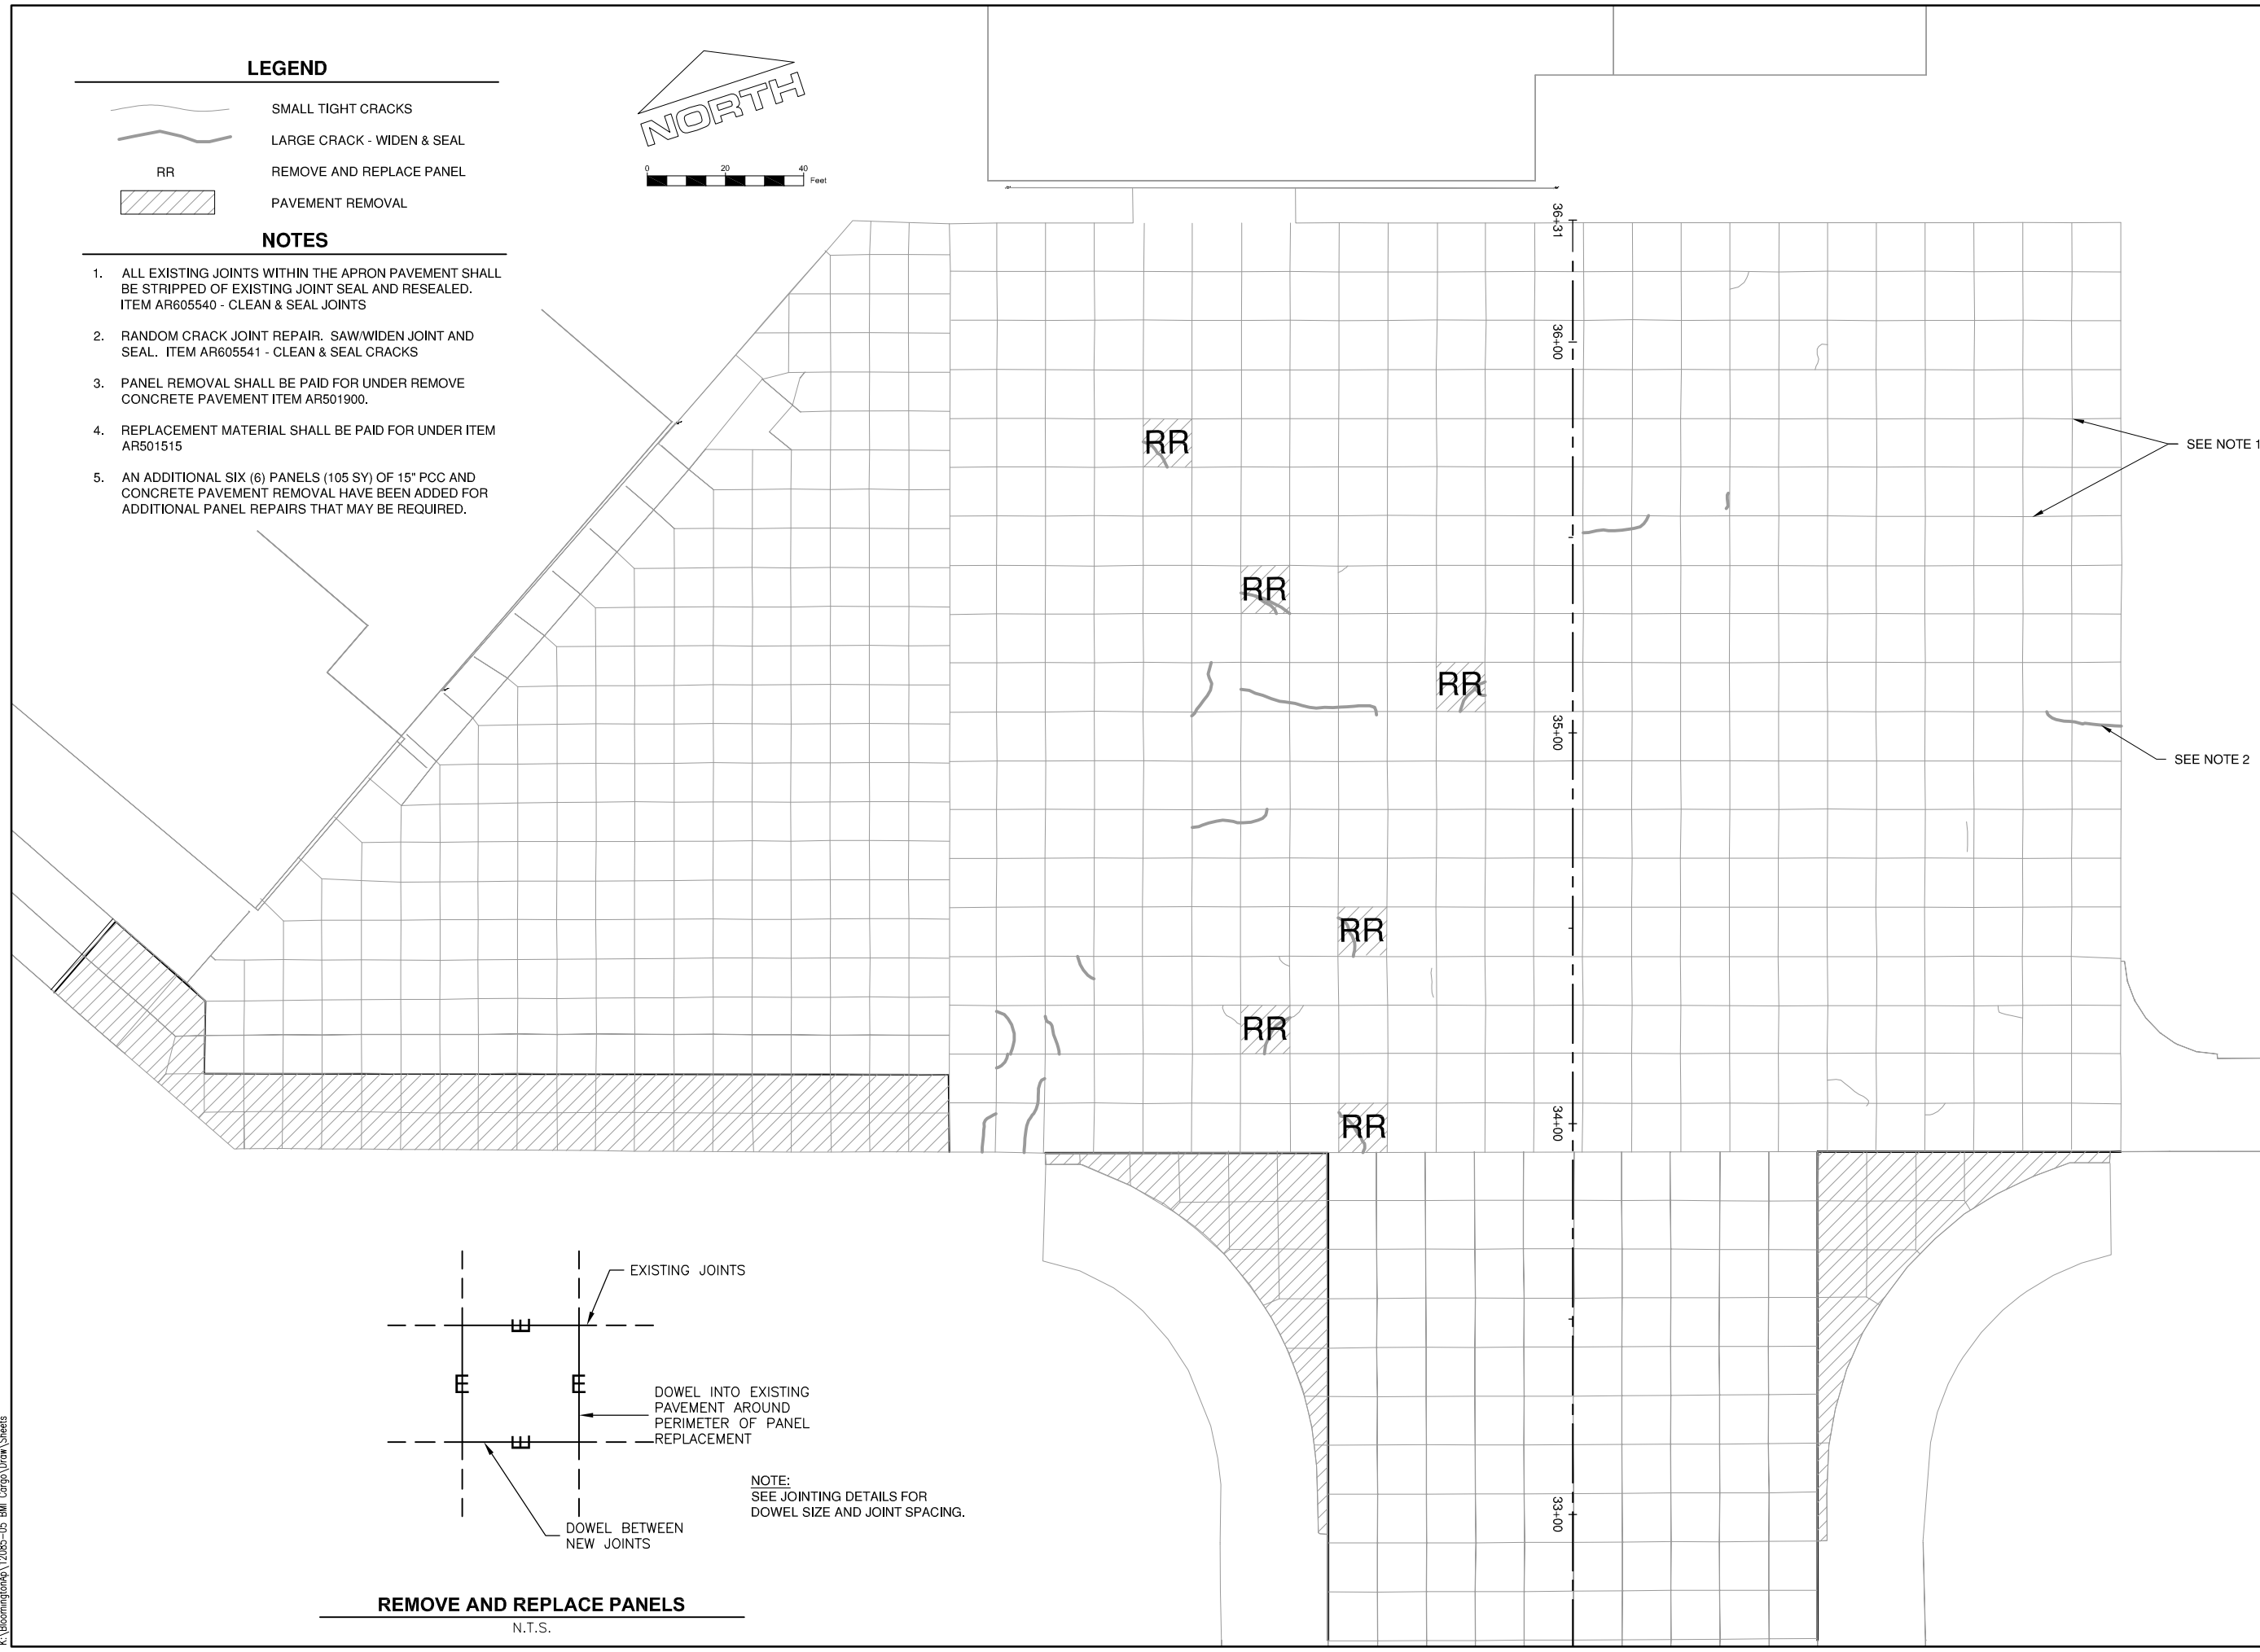 LEGEND
SMALL TIGHT CRACKS
LARGE CRACK - WIDEN & SEAL
RR REMOVE AND REPLACE PANEL
PAVEMENT REMOVAL
NOTES
1. ALL EXISTING JOINTS WITHIN THE APRON PAVEMENT SHALL
BE STRIPPED OF EXISTING JOINT SEAL AND RESEALED.
ITEM AR605540 - CLEAN & SEAL JOINTS
2. RANDOM CRACK JOINT REPAIR. SAW/WIDEN JOINT AND
SEAL. ITEM AR605541 - CLEAN & SEAL CRACKS
3. PANEL REMOVAL SHALL BE PAID FOR UNDER REMOVE
CONCRETE PAVEMENT ITEM AR501900.
4. REPLACEMENT MATERIAL SHALL BE PAID FOR UNDER ITEM
AR501515
5. AN ADDITIONAL SIX (6) PANELS (105 SY) OF 15" PCC AND
CONCRETE PAVEMENT REMOVAL HAVE BEEN ADDED FOR
ADDITIONAL PANEL REPAIRS THAT MAY BE REQUIRED.
NORTH
0 20 40
Feet
36+31
36+00
RR
SEE NOTE 1
RR
RR
35+00
SEE NOTE 2
RR
RR
34+00
RR
33+00
EXISTING JOINTS
E
E
E
E
DOWEL INTO EXISTING
PAVEMENT AROUND
PERIMETER OF PANEL
REPLACEMENT
DOWEL BETWEEN
NEW JOINTS
NOTE:
SEE JOINTING DETAILS FOR
DOWEL SIZE AND JOINT SPACING.
REMOVE AND REPLACE PANELS
N.T.S.
K:\BloomingtonAp\12085-05 BMI Cargo\Draw\Sheets